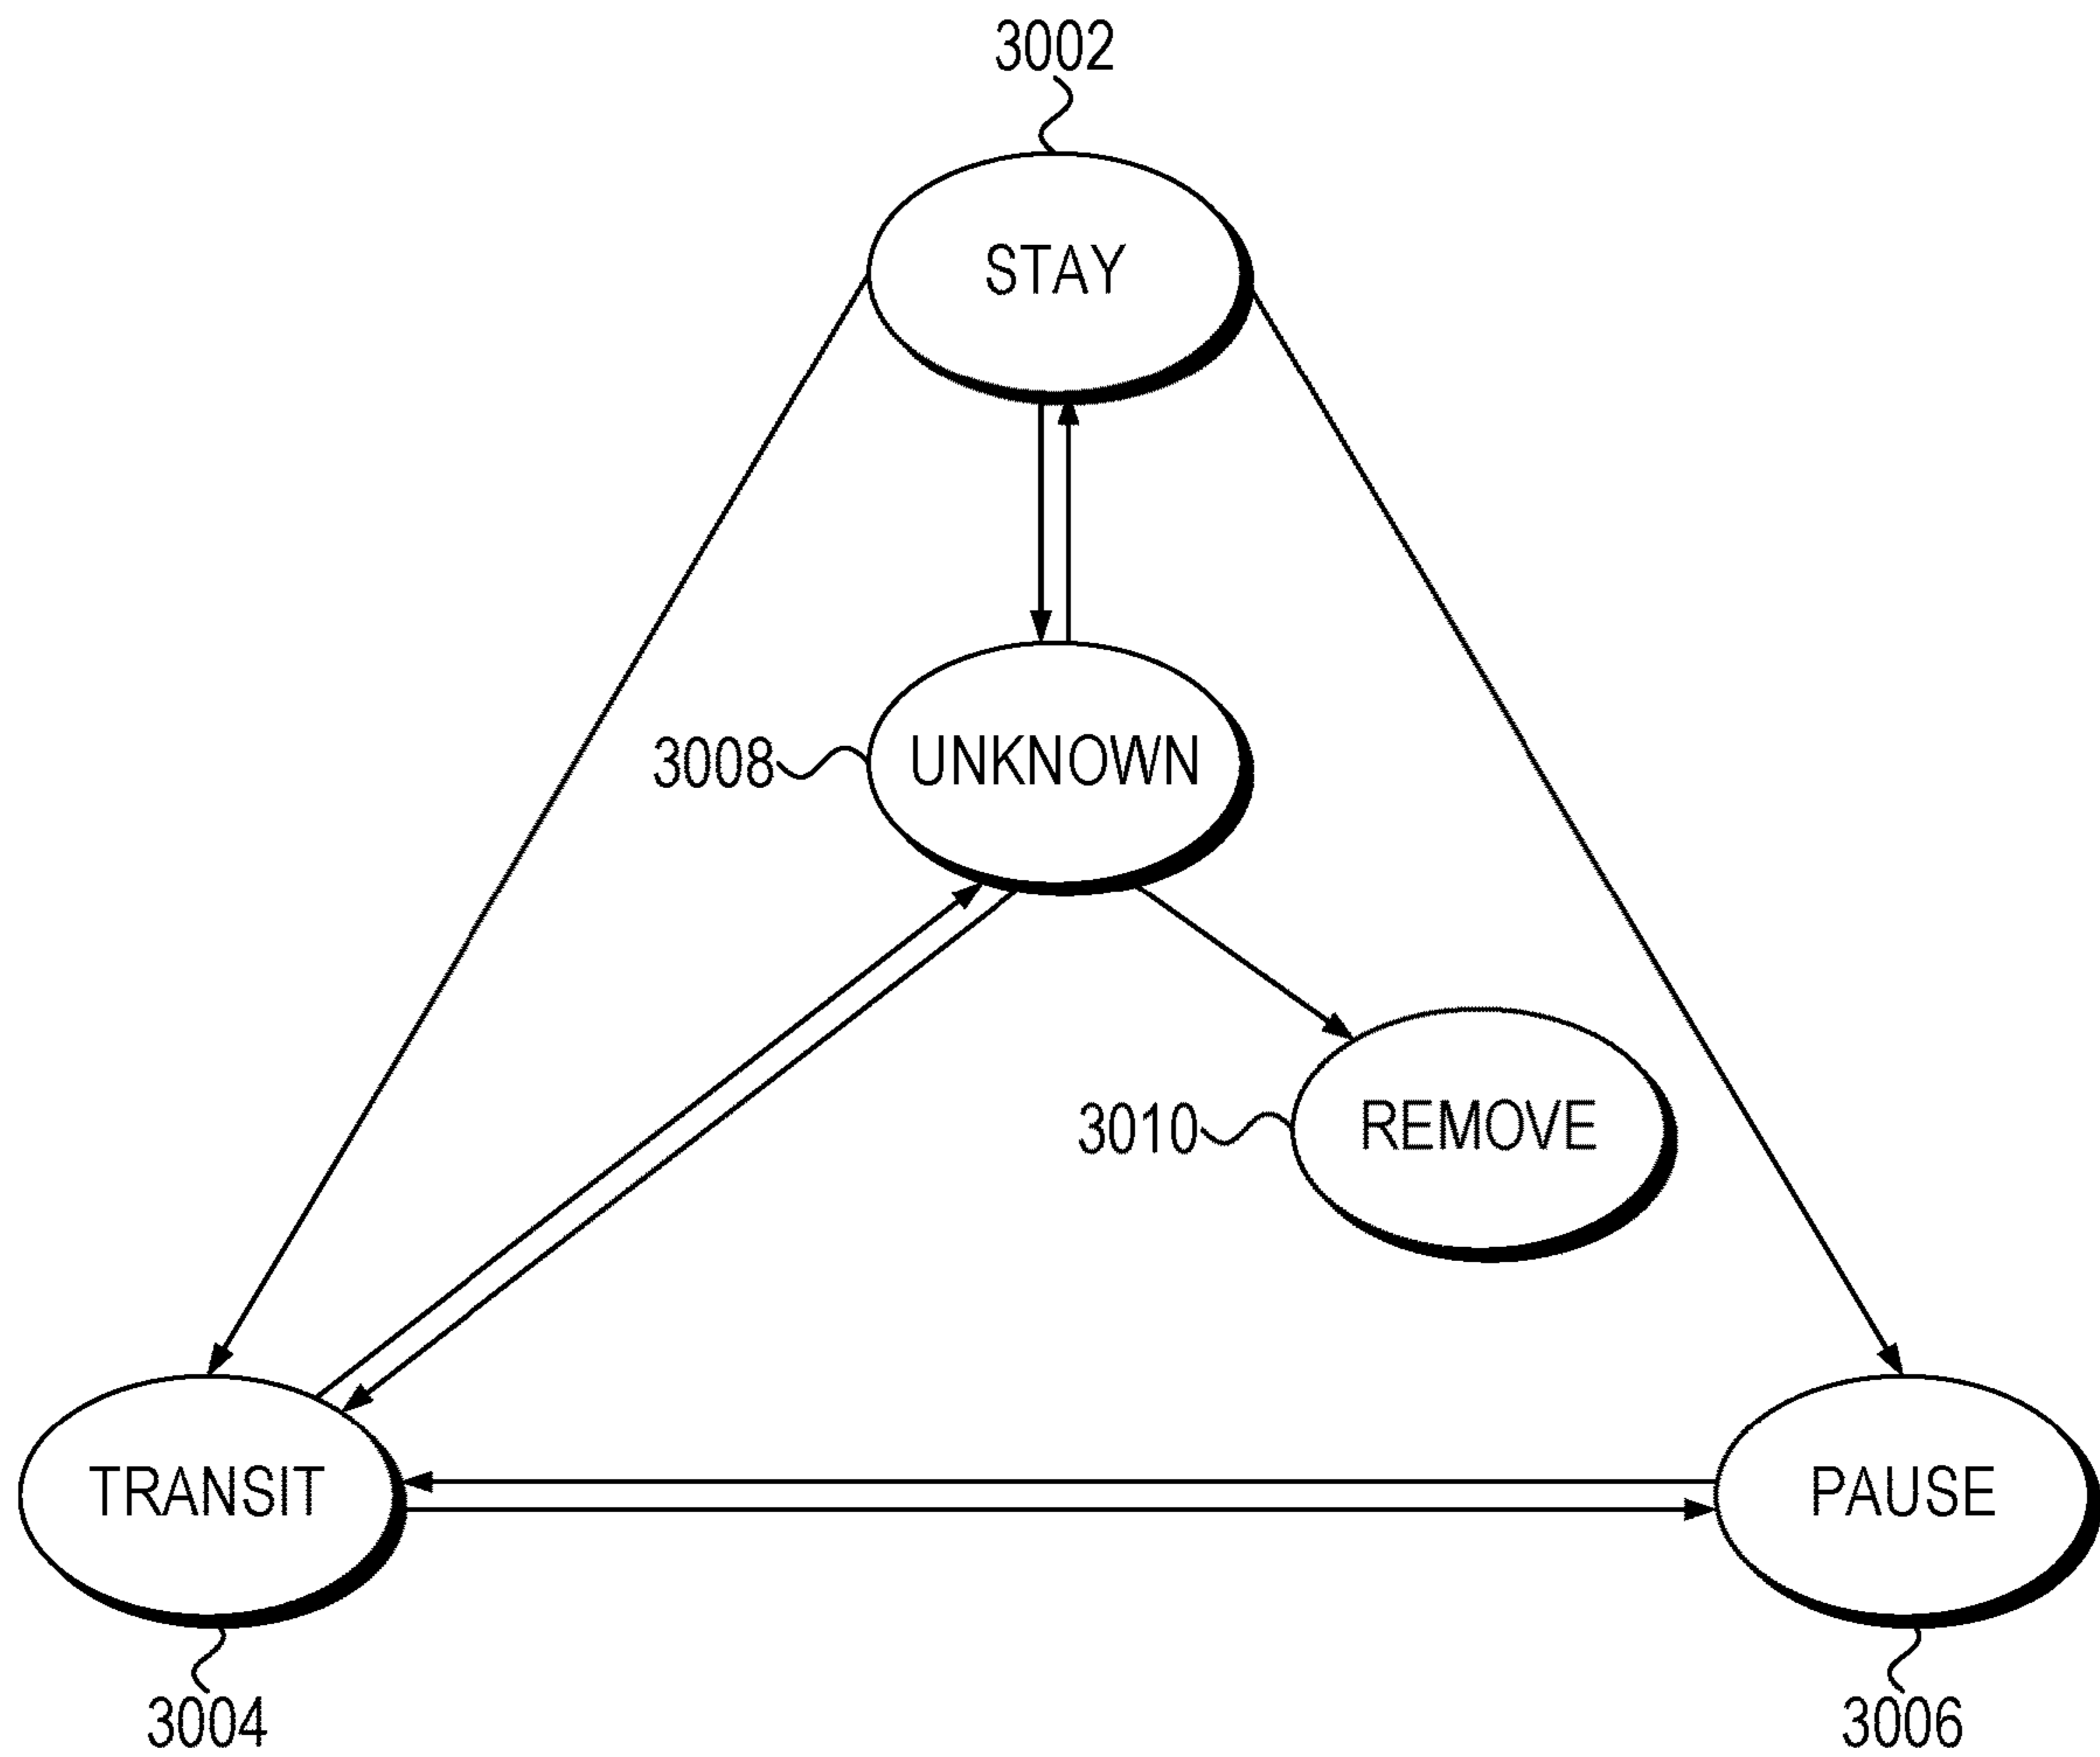 3002
STAY
3008
UNKNOWN
3010
REMOVE
TRANSIT
PAUSE
3004
3006